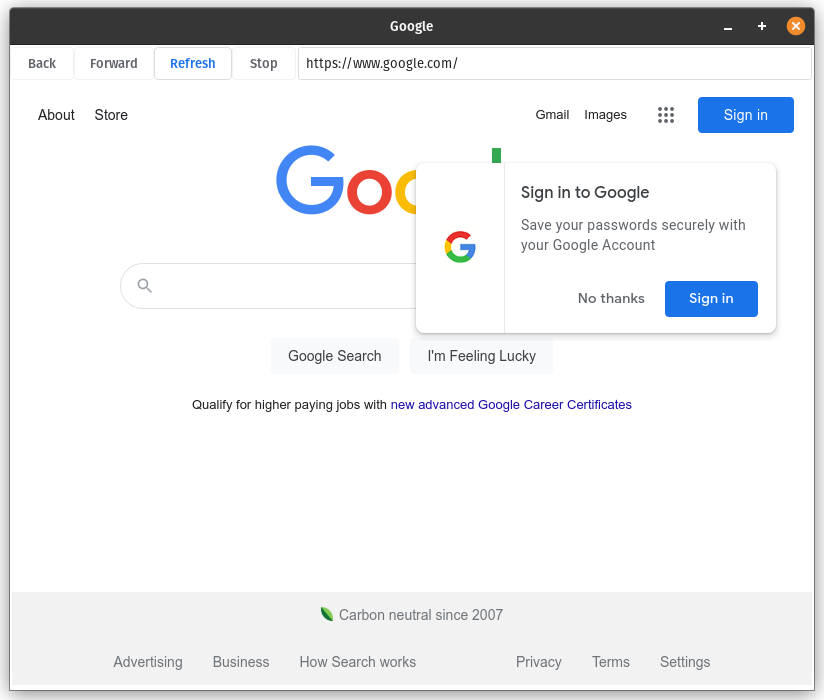 Google
Back Forward Refresh Stop https://www.google.com/
About Store Gmail Images Sign in
Goo
Sign in to Google
Save your passwords securely with
your Google Account
No thanks Sign in
Google Search I'm Feeling Lucky
Qualify for higher paying jobs with new advanced Google Career Certificates
Carbon neutral since 2007
Advertising Business How Search works Privacy Terms Settings